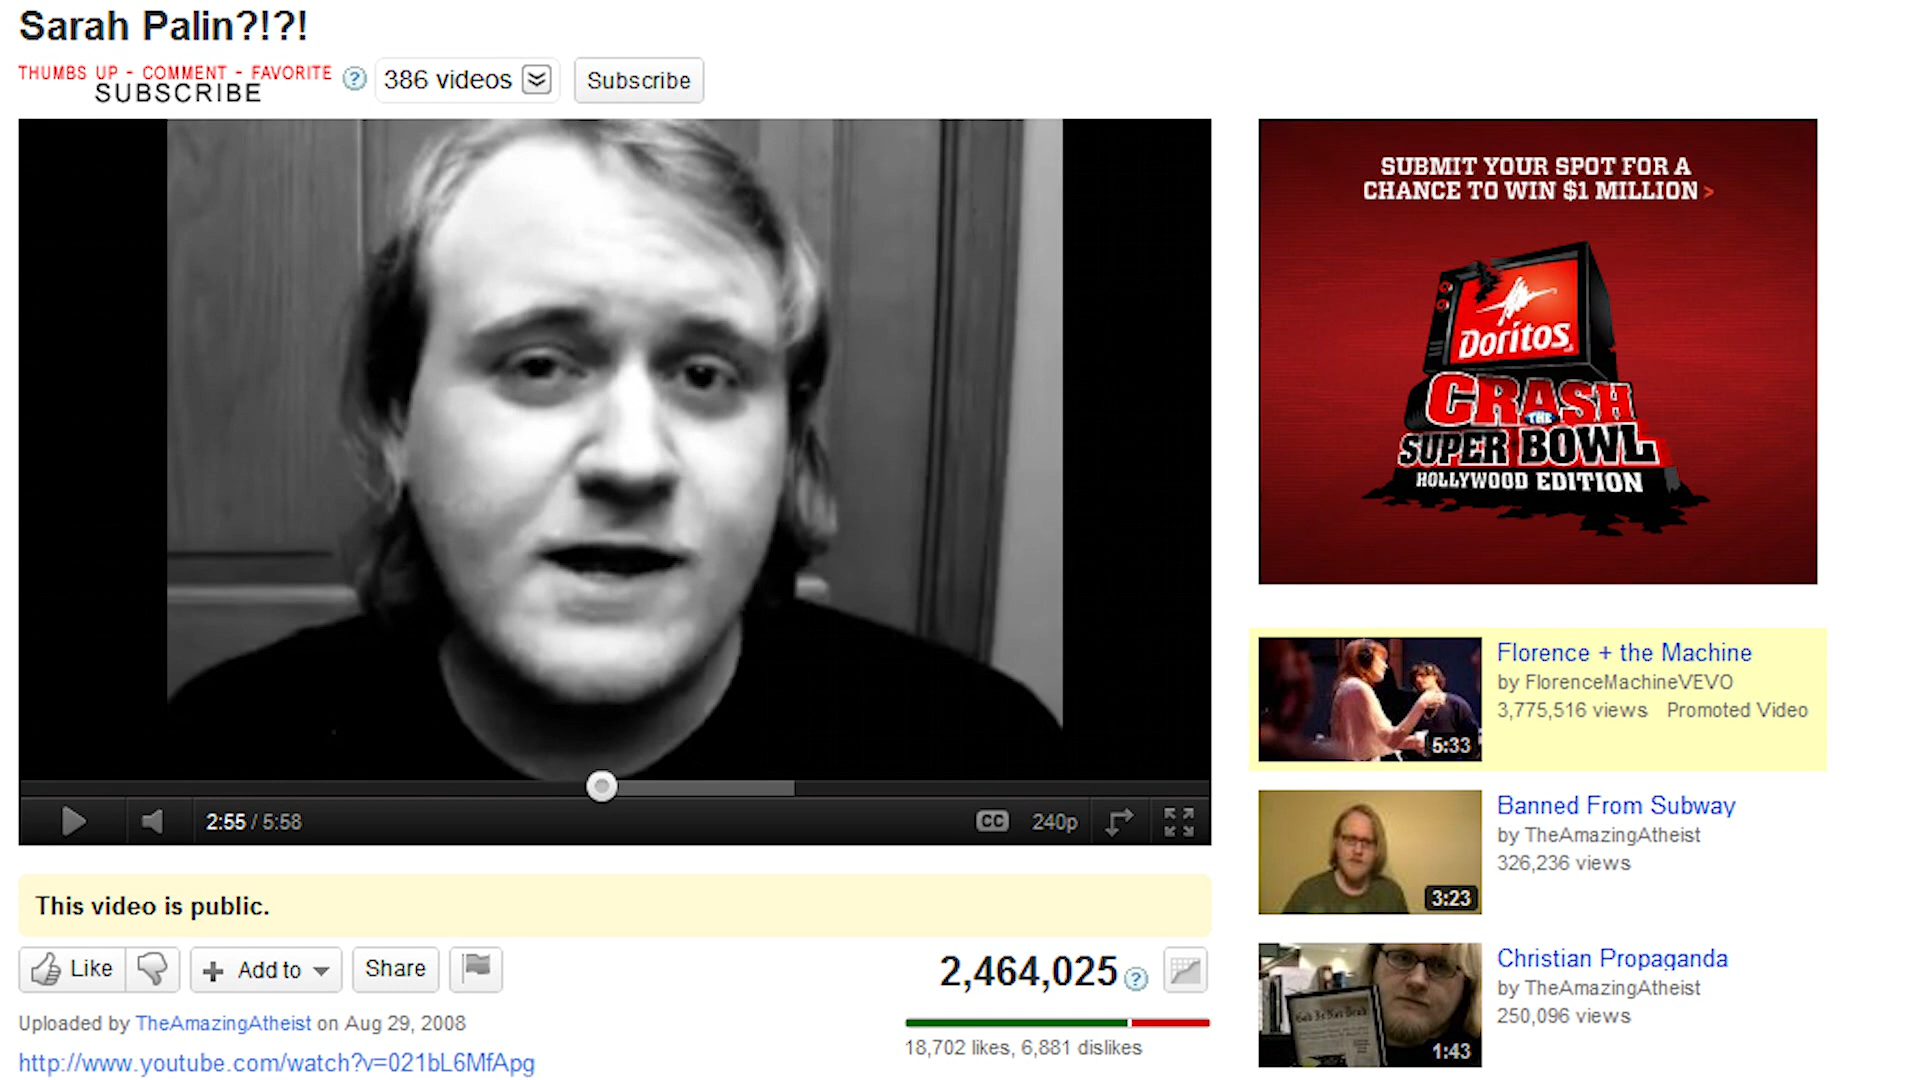 Sarah Palin?!?!
THUMBS UP - COMMENT - FAVORITE
SUBSCRIBE
? 386 videos Subscribe
SUBMIT YOUR SPOT FOR A
CHANCE TO WIN $1 MILLION >
Doritos
CRASH
THE
SUPER BOWL
HOLLYWOOD EDITION
2:55 / 5:58
CC 240p
This video is public.
Like
Add to
Share
2,464,025 ?
Uploaded by TheAmazingAtheist on Aug 29, 2008
18,702 likes, 6,881 dislikes
http://www.youtube.com/watch?v=021bL6MfApg
Florence + the Machine
by FlorenceMachineVEVO
3,775,516 views Promoted Video
5:33
Banned From Subway
by TheAmazingAtheist
326,236 views
3:23
Christian Propaganda
by TheAmazingAtheist
250,096 views
God Is Not Dead
1:43